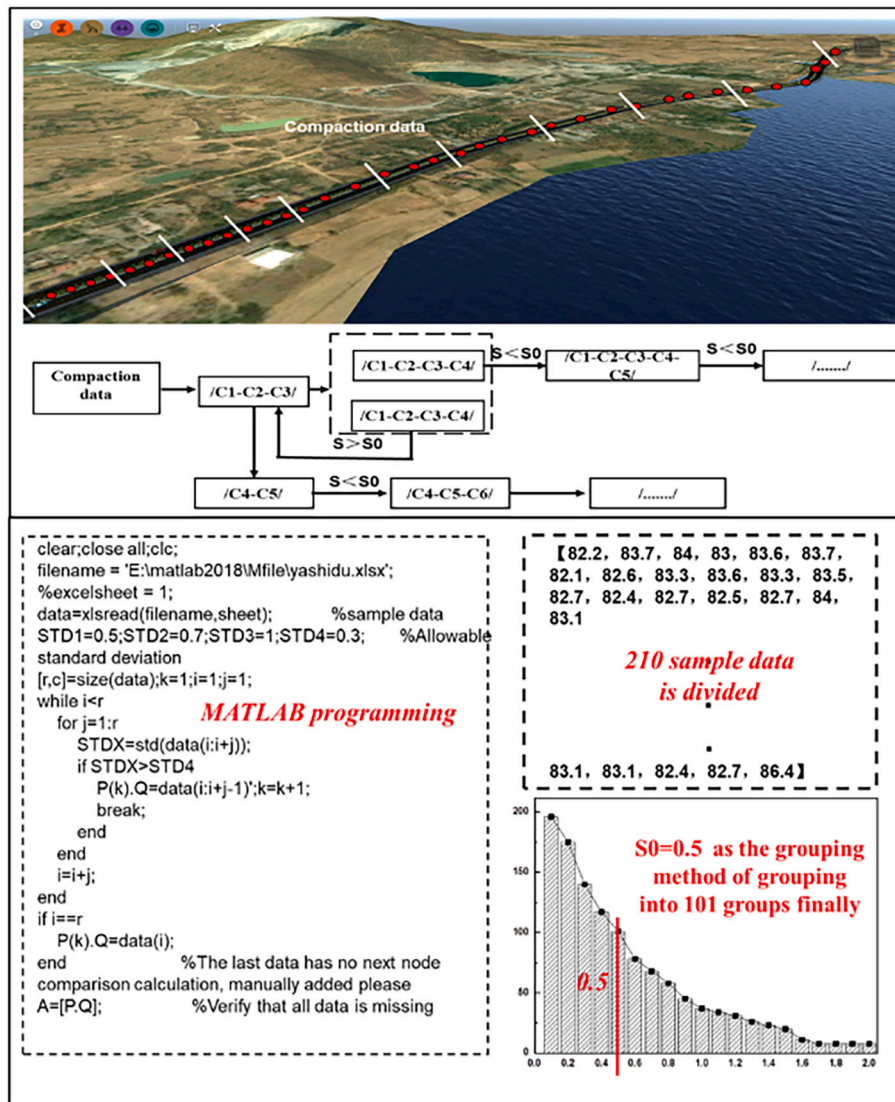 Compaction data
Compaction
data
/C1-C2-C3/
/C1-C2-C3-C4/
S<S0
/C1-C2-C3-C4-
C5/
S<S0
/......./
/C1-C2-C3-C4/
S>S0
/C4-C5/
S<S0
/C4-C5-C6/
/......./
clear;close all;clc;
filename = 'E:\matlab2018\Mfile\yashidu.xlsx';
%excelsheet = 1;
data=xlsread(filename,sheet); %sample data
STD1=0.5;STD2=0.7;STD3=1;STD4=0.3; %Allowable
standard deviation
[r,c]=size(data);k=1;i=1;j=1;
while i<r
for j=1:r
STDX=std(data(i:i+j));
if STDX>STD4
P(k).Q=data(i:i+j-1)';k=k+1;
break;
end
end
i=i+j;
end
if i==r
P(k).Q=data(i);
end %The last data has no next node
comparison calculation, manually added please
A=[P.Q]; %Verify that all data is missing
MATLAB programming
【82.2, 83.7, 84, 83, 83.6, 83.7,
82.1, 82.6, 83.3, 83.6, 83.3, 83.5,
82.7, 82.4, 82.7, 82.5, 82.7, 84,
83.1
210 sample data
is divided
83.1, 83.1, 82.4, 82.7, 86.4】
S0=0.5 as the grouping
method of grouping
into 101 groups finally
0.5
200
150
100
50
0
0.0 0.2 0.4 0.6 0.8 1.0 1.2 1.4 1.6 1.8 2.0